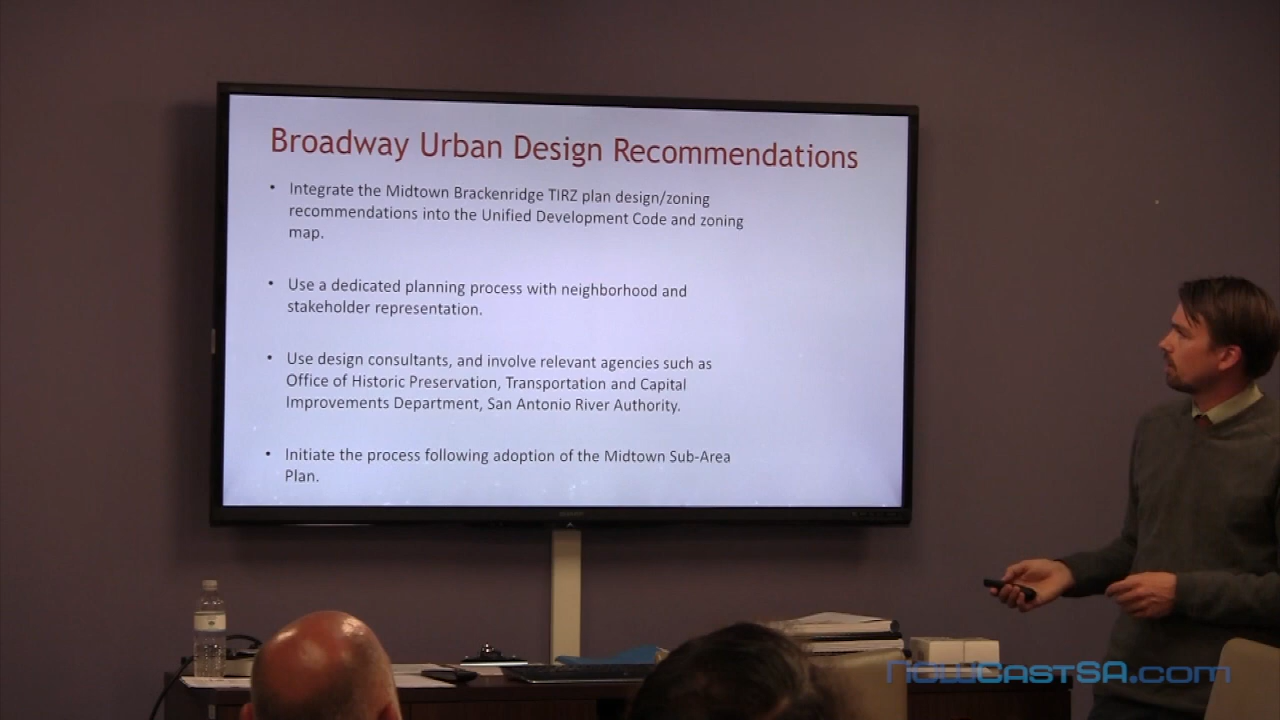 Broadway Urban Design Recommendations
• Integrate the Midtown Brackenridge TIRZ plan design/zoning
recommendations into the Unified Development Code and zoning
map.
• Use a dedicated planning process with neighborhood and
stakeholder representation.
• Use design consultants, and involve relevant agencies such as
Office of Historic Preservation, Transportation and Capital
Improvements Department, San Antonio River Authority.
• Initiate the process following adoption of the Midtown Sub-Area
Plan.
nowcastSA.com